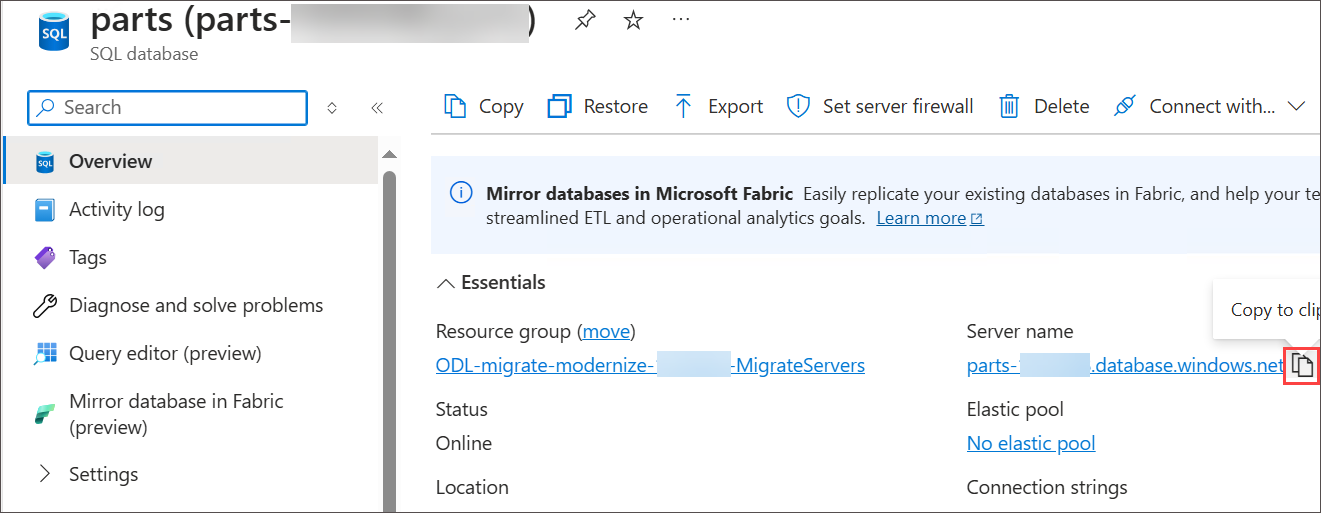 parts (parts- )
SQL
SQL database
Search
Copy
Restore
Export
Set server firewall
Delete
Connect with...
SQL
Overview
Activity log
Tags
Diagnose and solve problems
Query editor (preview)
Mirror database in Fabric
(preview)
Settings
Mirror databases in Microsoft Fabric Easily replicate your existing databases in Fabric, and help your te
streamlined ETL and operational analytics goals. Learn more
Essentials
Copy to clip
Resource group (move)
ODL-migrate-modernize- -MigrateServers
Status
Online
Location
Server name
parts- .database.windows.net
Elastic pool
No elastic pool
Connection strings